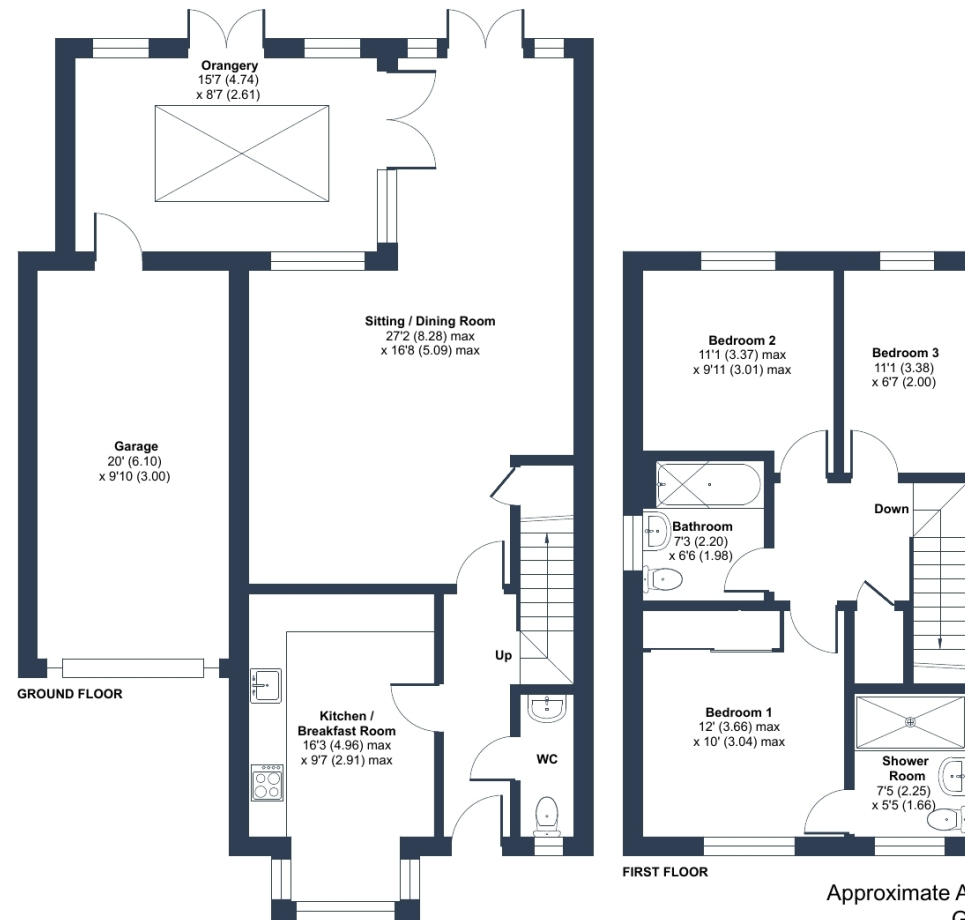 Orangery
15'7 (4.74)
x 8'7 (2.61)
Sitting / Dining Room
27'2 (8.28) max
x 16'8 (5.09) max
Garage
20' (6.10)
x 9'10 (3.00)
Up
Kitchen /
Breakfast Room
16'3 (4.96) max
x 9'7 (2.91) max
WC
GROUND FLOOR
Bedroom 2
11'1 (3.37) max
x 9'11 (3.01) max
Bedroom 3
11'1 (3.38)
x 6'7 (2.00)
Down
Bathroom
7'3 (2.20)
x 6'6 (1.98)
Bedroom 1
12' (3.66) max
x 10' (3.04) max
Shower
Room
7'5 (2.25)
x 5'5 (1.66)
FIRST FLOOR
Approximate